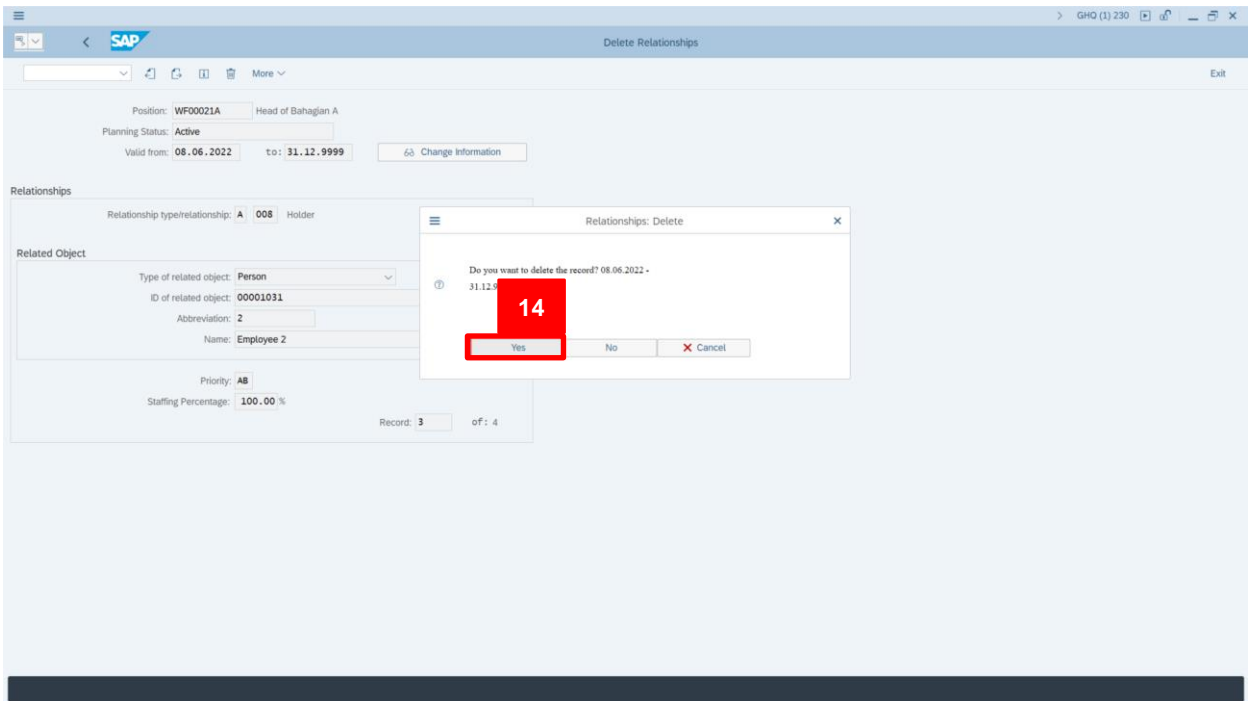 GHQ (1) 230
SAP
Delete Relationships
More
Exit
Position: WF00021A Head of Bahagian A
Planning Status: Active
Valid from: 08.06.2022 to: 31.12.9999 Change Information
Relationships
Relationship type/relationship: A 008 Holder
Related Object
Type of related object: Person
ID of related object: 00001031
Abbreviation: 2
Name: Employee 2
Priority: AB
Staffing Percentage: 100.00 %
Record: 3 of: 4
Relationships: Delete
Do you want to delete the record? 08.06.2022 -
31.12.9
14
Yes No Cancel